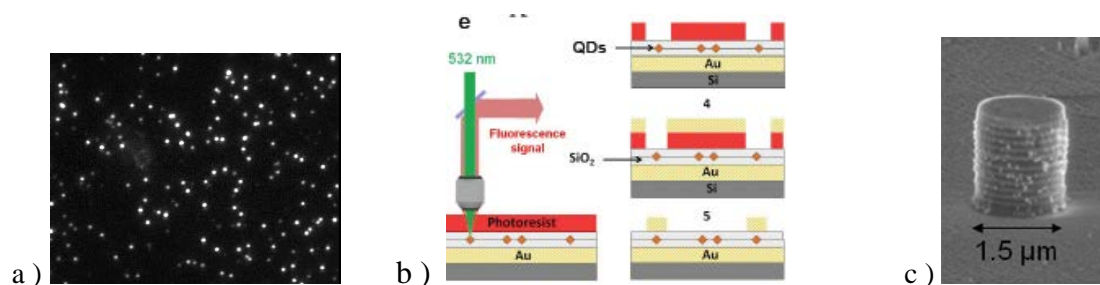 e
QDs
Au
Si
532 nm
Fluorescence
signal
4
SiO₂
Au
Si
5
Photoresist
Au
Au
1.5 µm
a )
b )
c )